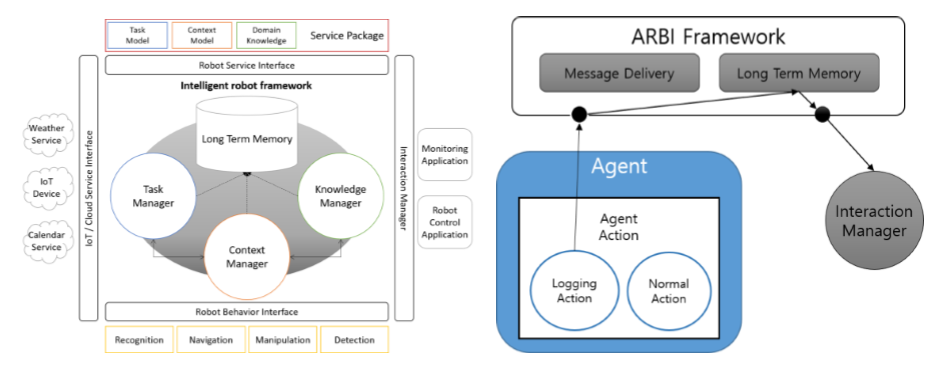 Task
Model
Context
Model
Domain
Knowledge
Service Package
Robot Service Interface
Intelligent robot framework
Long Term Memory
Task
Manager
Knowledge
Manager
Context
Manager
Weather
Service
IoT
Device
Calendar
Service
IoT / Cloud Service Interface
Interaction Manager
Monitoring
Application
Robot
Control
Application
Robot Behavior Interface
Recognition
Navigation
Manipulation
Detection
ARBI Framework
Message Delivery
Long Term Memory
Agent
Agent
Action
Logging
Action
Normal
Action
Interaction
Manager